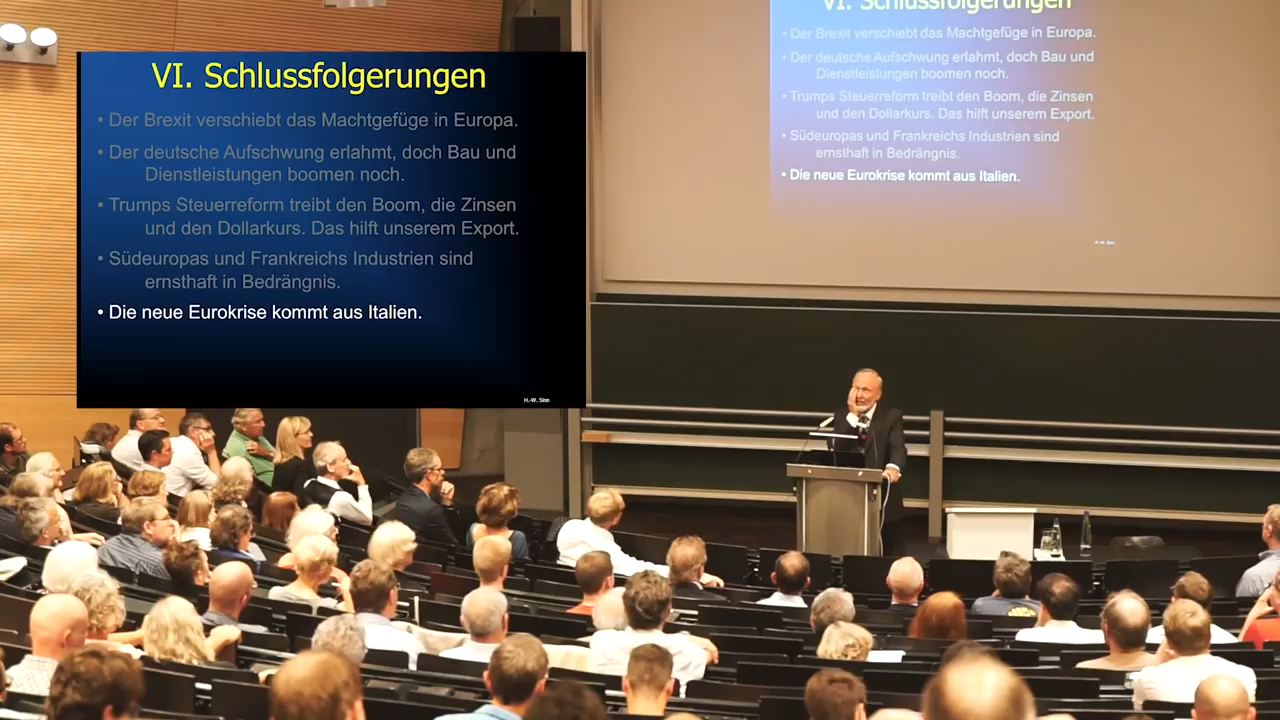 VI. Schlussfolgerungen
• Der Brexit verschiebt das Machtgefüge in Europa.
• Der deutsche Aufschwung erlahmt, doch Bau und
Dienstleistungen boomen noch.
• Trumps Steuerreform treibt den Boom, die Zinsen
und den Dollarkurs. Das hilft unserem Export.
• Südeuropas und Frankreichs Industrien sind
ernsthaft in Bedrängnis.
• Die neue Eurokrise kommt aus Italien.
H.-W. Sinn
VI. Schlussfolgerungen
• Der Brexit verschiebt das Machtgefüge in Europa.
• Der deutsche Aufschwung erlahmt, doch Bau und
Dienstleistungen boomen noch.
• Trumps Steuerreform treibt den Boom, die Zinsen
und den Dollarkurs. Das hilft unserem Export.
• Südeuropas und Frankreichs Industrien sind
ernsthaft in Bedrängnis.
• Die neue Eurokrise kommt aus Italien.
H.-W. Sinn